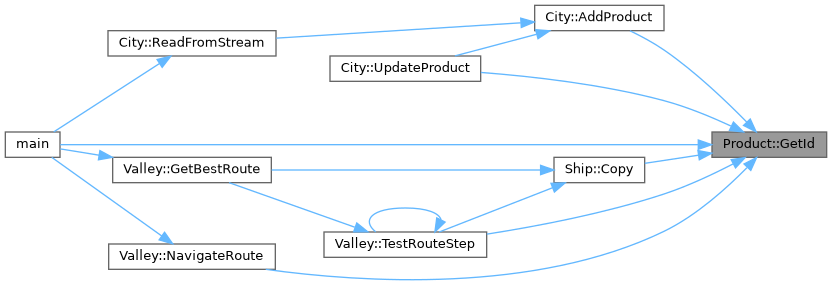 City::AddProduct
City::ReadFromStream
City::UpdateProduct
main
Product::GetId
Valley::GetBestRoute
Ship::Copy
Valley::TestRouteStep
Valley::NavigateRoute